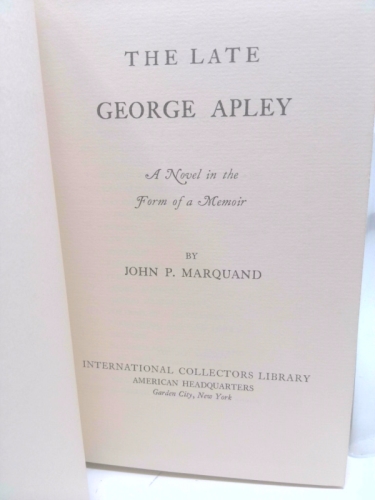 THE LATE
GEORGE APLEY
A Novel in the
Form of a Memoir
BY
JOHN P. MARQUAND
INTERNATIONAL COLLECTORS LIBRARY
AMERICAN HEADQUARTERS
Garden City, New York